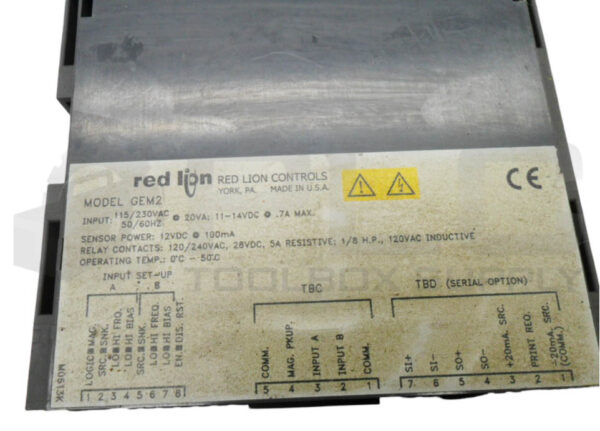 red lion RED LION CONTROLS
YORK, PA. MADE IN U.S.A.
MODEL GEM2
INPUT: 115/230VAC 50/60HZ @ 20VA; 11-14VDC @ .7A MAX.
SENSOR POWER: 12VDC @ 100mA
RELAY CONTACTS: 120/240VAC, 28VDC, 5A RESISTIVE; 1/8 H.P., 120VAC INDUCTIVE
OPERATING TEMP.: 0°C - 50°C
CE
INPUT SET-UP
A B
LOGIC MAG.
SRC. SNK.
LO HI FRQ.
LO HI BIAS
SRC. SNK.
LO HI FREQ.
LO HI BIAS
EN. DIS. RST.
1 2 3 4 5 6 7 8
TBC
COMM.
MAG. PKUP.
INPUT A
INPUT B
COMM.
5 4 3 2 1
TBD (SERIAL OPTION)
SI+
SI-
SO+
SO-
+20mA. SRC.
PRINT REQ.
-20mA. SRC. (COMM.)
7 6 5 4 3 2 1
TOOLBOX